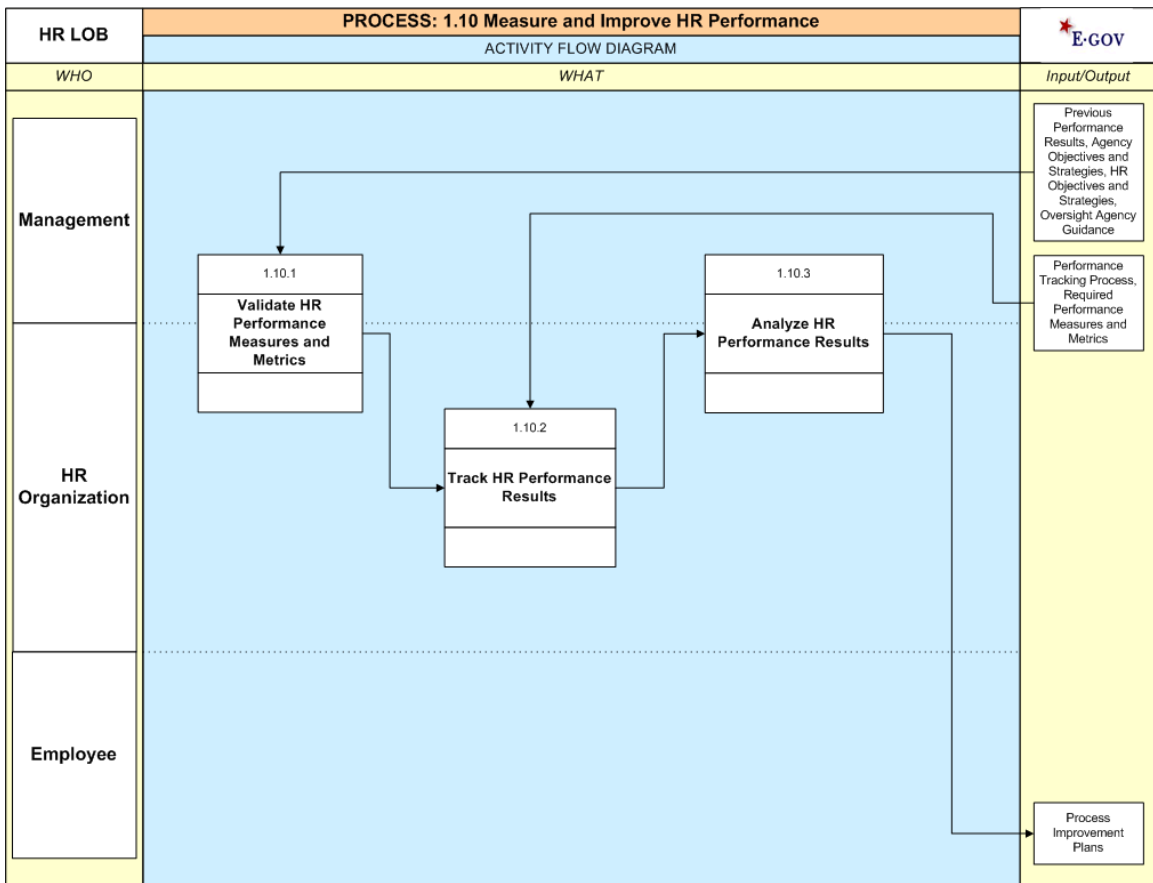 HR LOB
PROCESS: 1.10 Measure and Improve HR Performance
ACTIVITY FLOW DIAGRAM
E·GOV
WHO
WHAT
Input/Output
Management
HR
Organization
Employee
1.10.1
Validate HR
Performance
Measures and
Metrics
1.10.2
Track HR Performance
Results
1.10.3
Analyze HR
Performance Results
Previous
Performance
Results, Agency
Objectives and
Strategies, HR
Objectives and
Strategies,
Oversight Agency
Guidance
Performance
Tracking Process,
Required
Performance
Measures and
Metrics
Process
Improvement
Plans